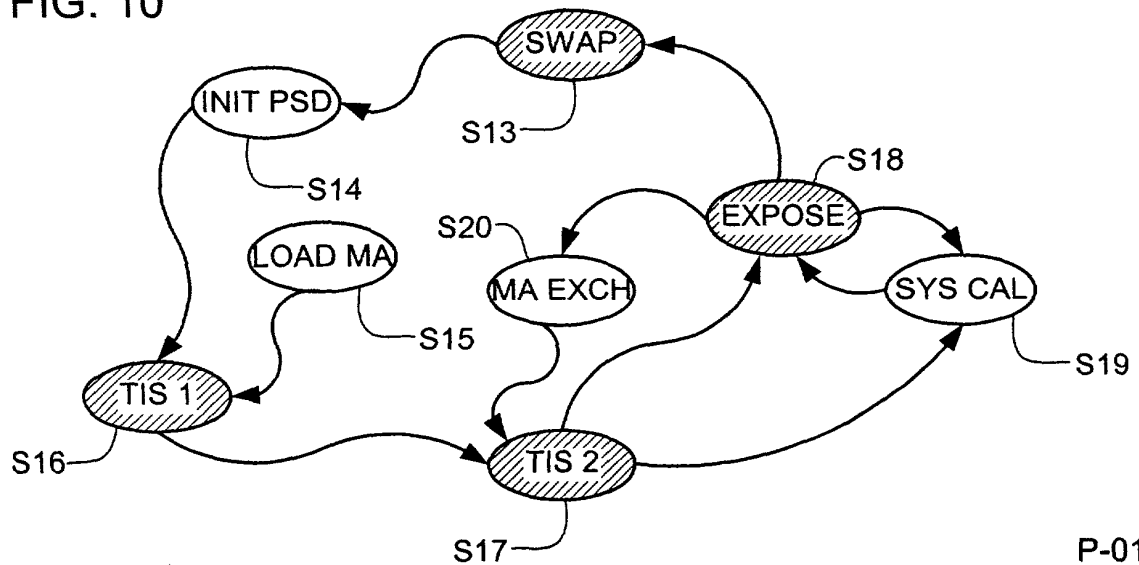 FIG. 10
SWAP
INIT PSD
S13
S14
S18
EXPOSE
S20
LOAD MA
MA EXCH
SYS CAL
S15
S19
TIS 1
S16
TIS 2
S17
P-01